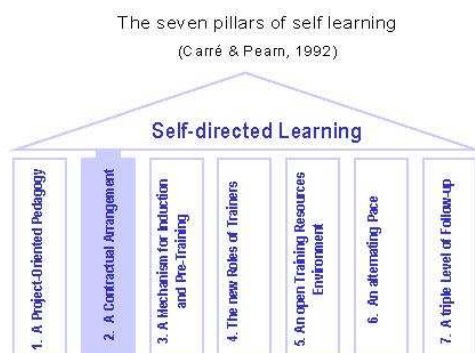 The seven pillars of self learning
(Carré & Pearn, 1992)
Self-directed Learning
1. A Project-Oriented Pedagogy
2. A Contractual Arrangement
3. A Mechanism for Induction
and Pre-Training
4. The new Roles of Trainers
5. An open Training Resources
Environment
6. An alternating Pace
7. A triple Level of Follow-up